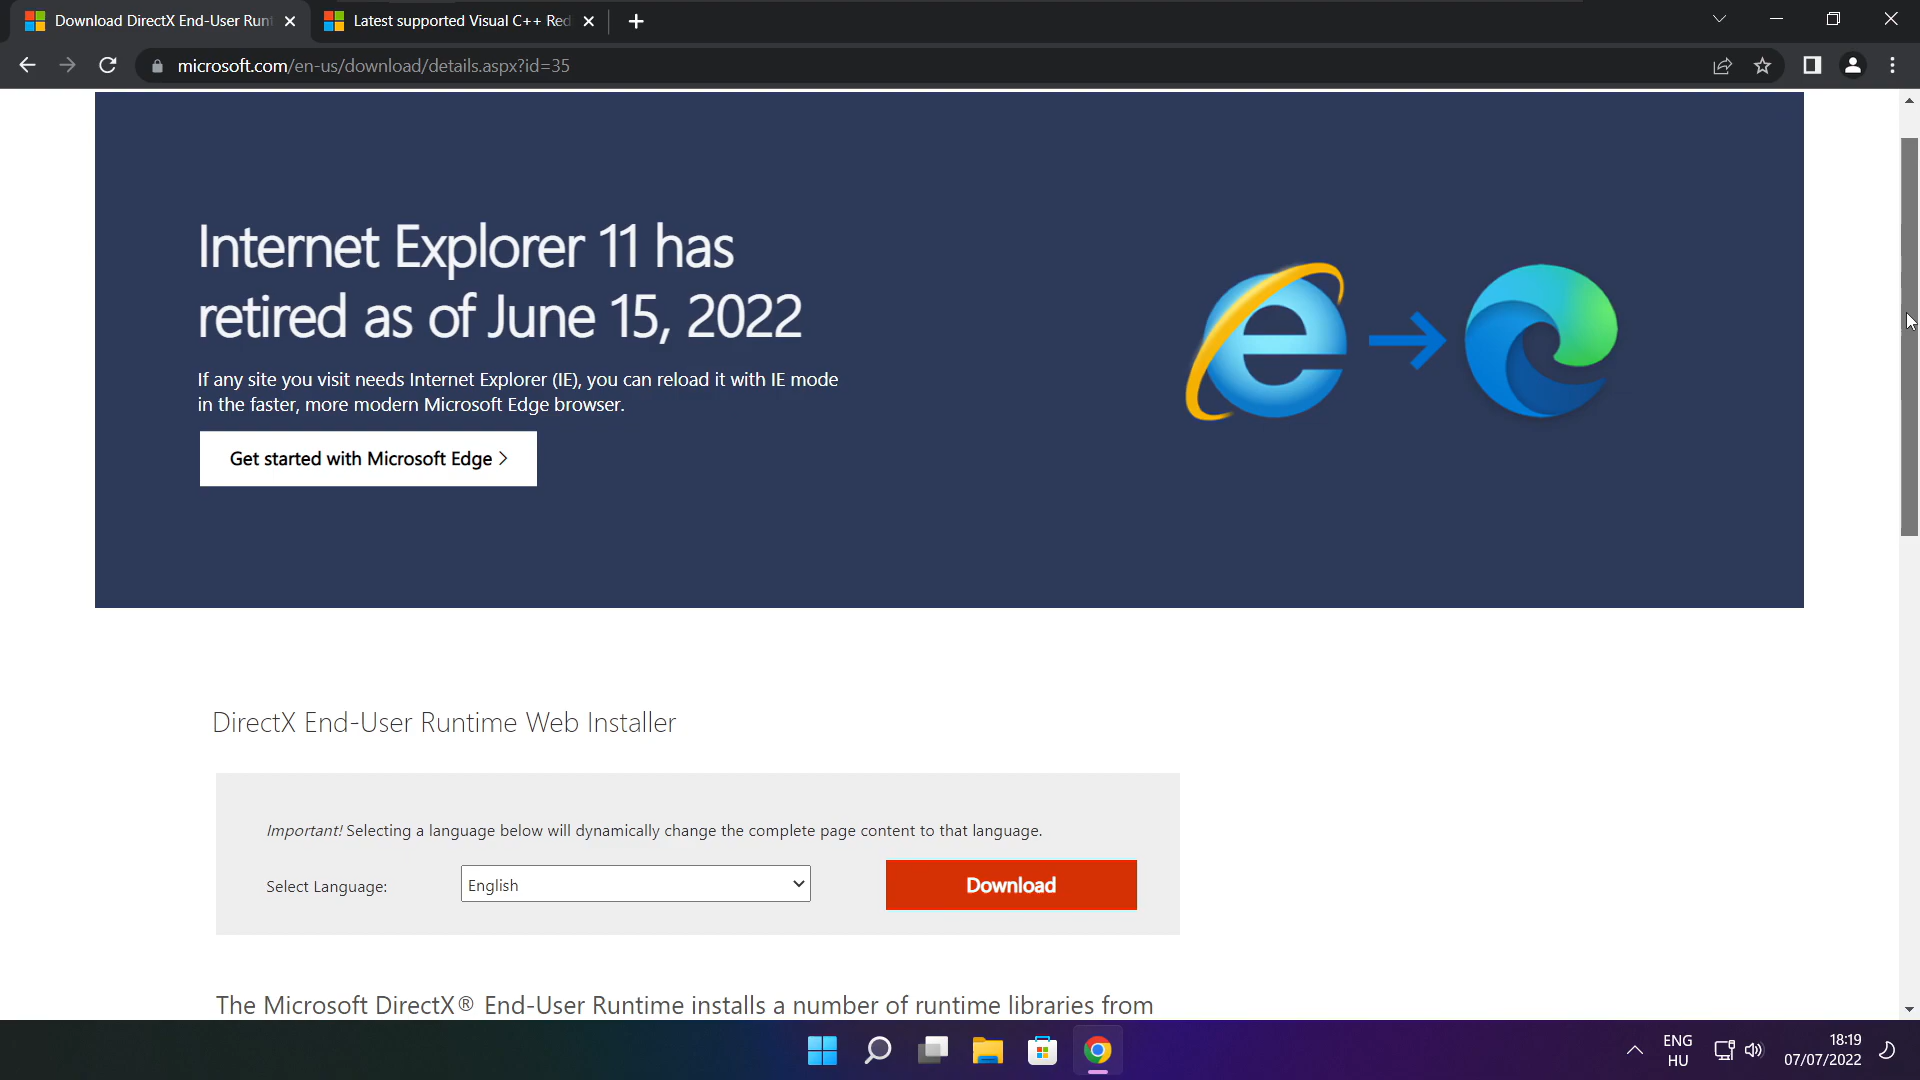 Download DirectX End-User Runt
Latest supported Visual C++ Red
microsoft.com/en-us/download/details.aspx?id=35
Internet Explorer 11 has
retired as of June 15, 2022
If any site you visit needs Internet Explorer (IE), you can reload it with IE mode
in the faster, more modern Microsoft Edge browser.
Get started with Microsoft Edge >
DirectX End-User Runtime Web Installer
Important! Selecting a language below will dynamically change the complete page content to that language.
Select Language:
English
Download
The Microsoft DirectX® End-User Runtime installs a number of runtime libraries from
ENG
HU
18:19
07/07/2022